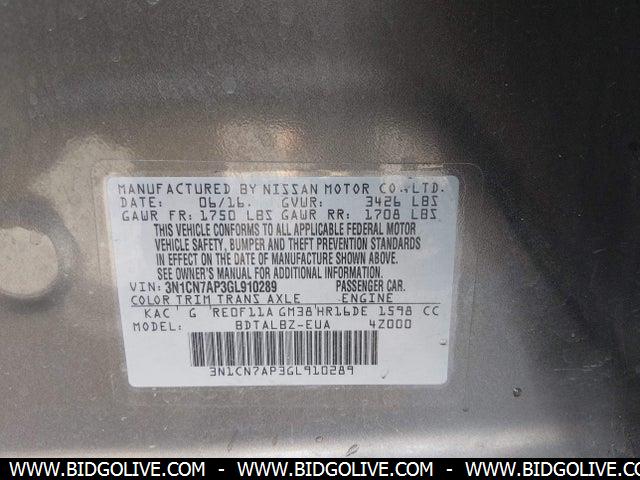 MANUFACTURED BY NISSAN MOTOR CO.,LTD.
DATE: 06/16. GVWR: 3426 LBS
GAWR FR: 1750 LBS GAWR RR: 1708 LBS
THIS VEHICLE CONFORMS TO ALL APPLICABLE FEDERAL MOTOR
VEHICLE SAFETY, BUMPER AND THEFT PREVENTION STANDARDS
IN EFFECT ON THE DATE OF MANUFACTURE SHOWN ABOVE.
SEE OWNER'S MANUAL FOR ADDITIONAL INFORMATION.
VIN: 3N1CN7AP3GL910289 PASSENGER CAR.
COLOR TRIM TRANS AXLE ENGINE
KAC G RE0F11A GM38 HR16DE 1598 CC
MODEL: BDTALBZ-EUA 4Z000
3N1CN7AP3GL910289
WWW.BIDGOLIVE.COM - WWW.BIDGOLIVE.COM - WWW.BIDGOLIVE.COM